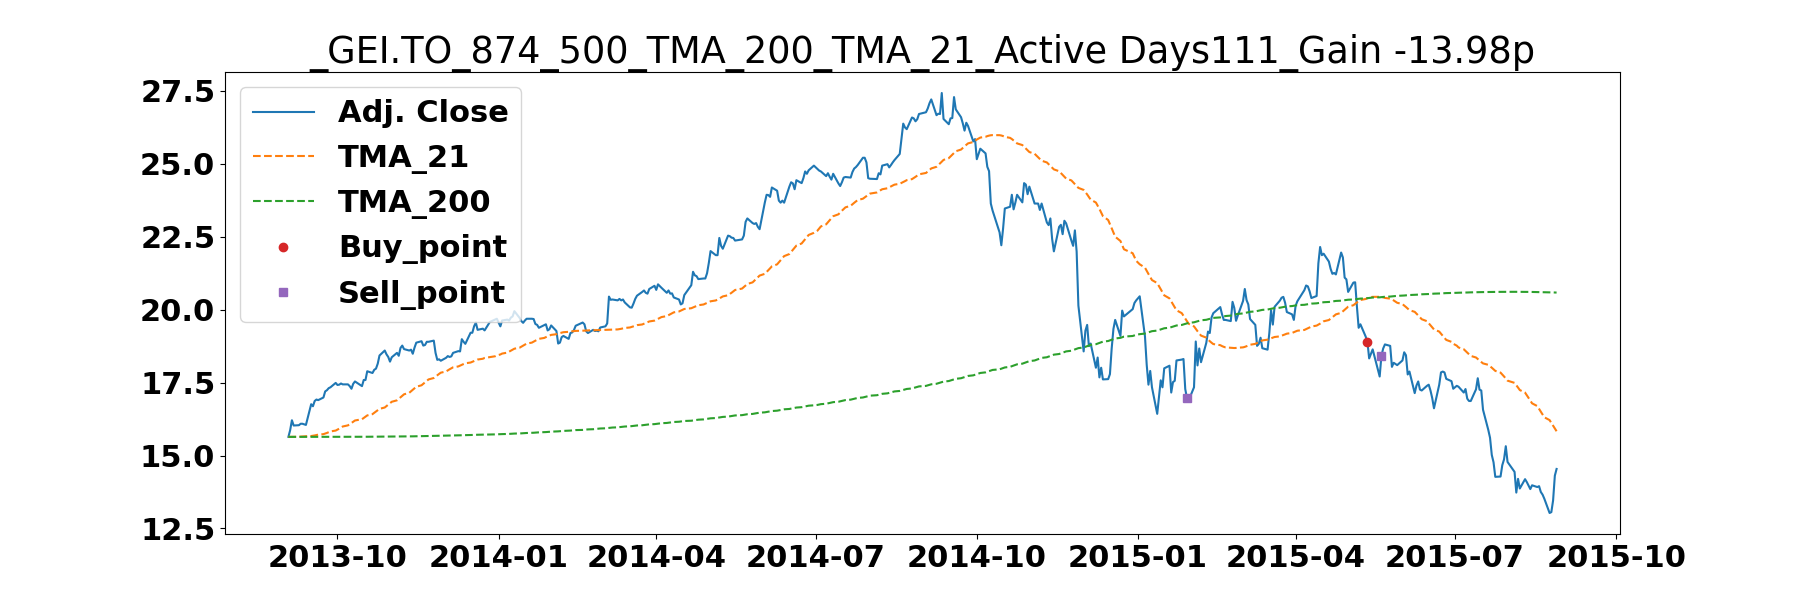 _GEI.TO_874_500_TMA_200_TMA_21_Active Days111_Gain -13.98p
27.5
25.0
22.5
20.0
17.5
15.0
12.5
Adj. Close
TMA_21
TMA_200
Buy_point
Sell_point
2013-10 2014-01 2014-04 2014-07 2014-10 2015-01 2015-04 2015-07 2015-10